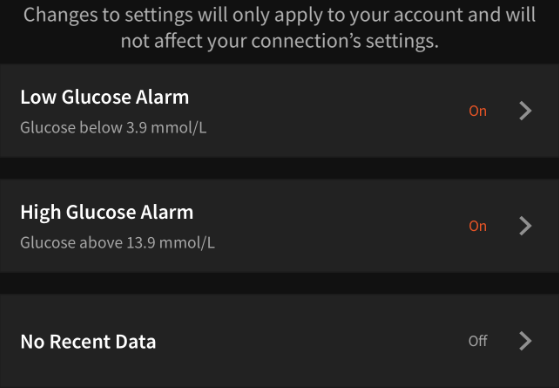 Changes to settings will only apply to your account and will
not affect your connection’s settings.
Low Glucose Alarm
On
Glucose below 3.9 mmol/L
High Glucose Alarm
On
Glucose above 13.9 mmol/L
No Recent Data
Off